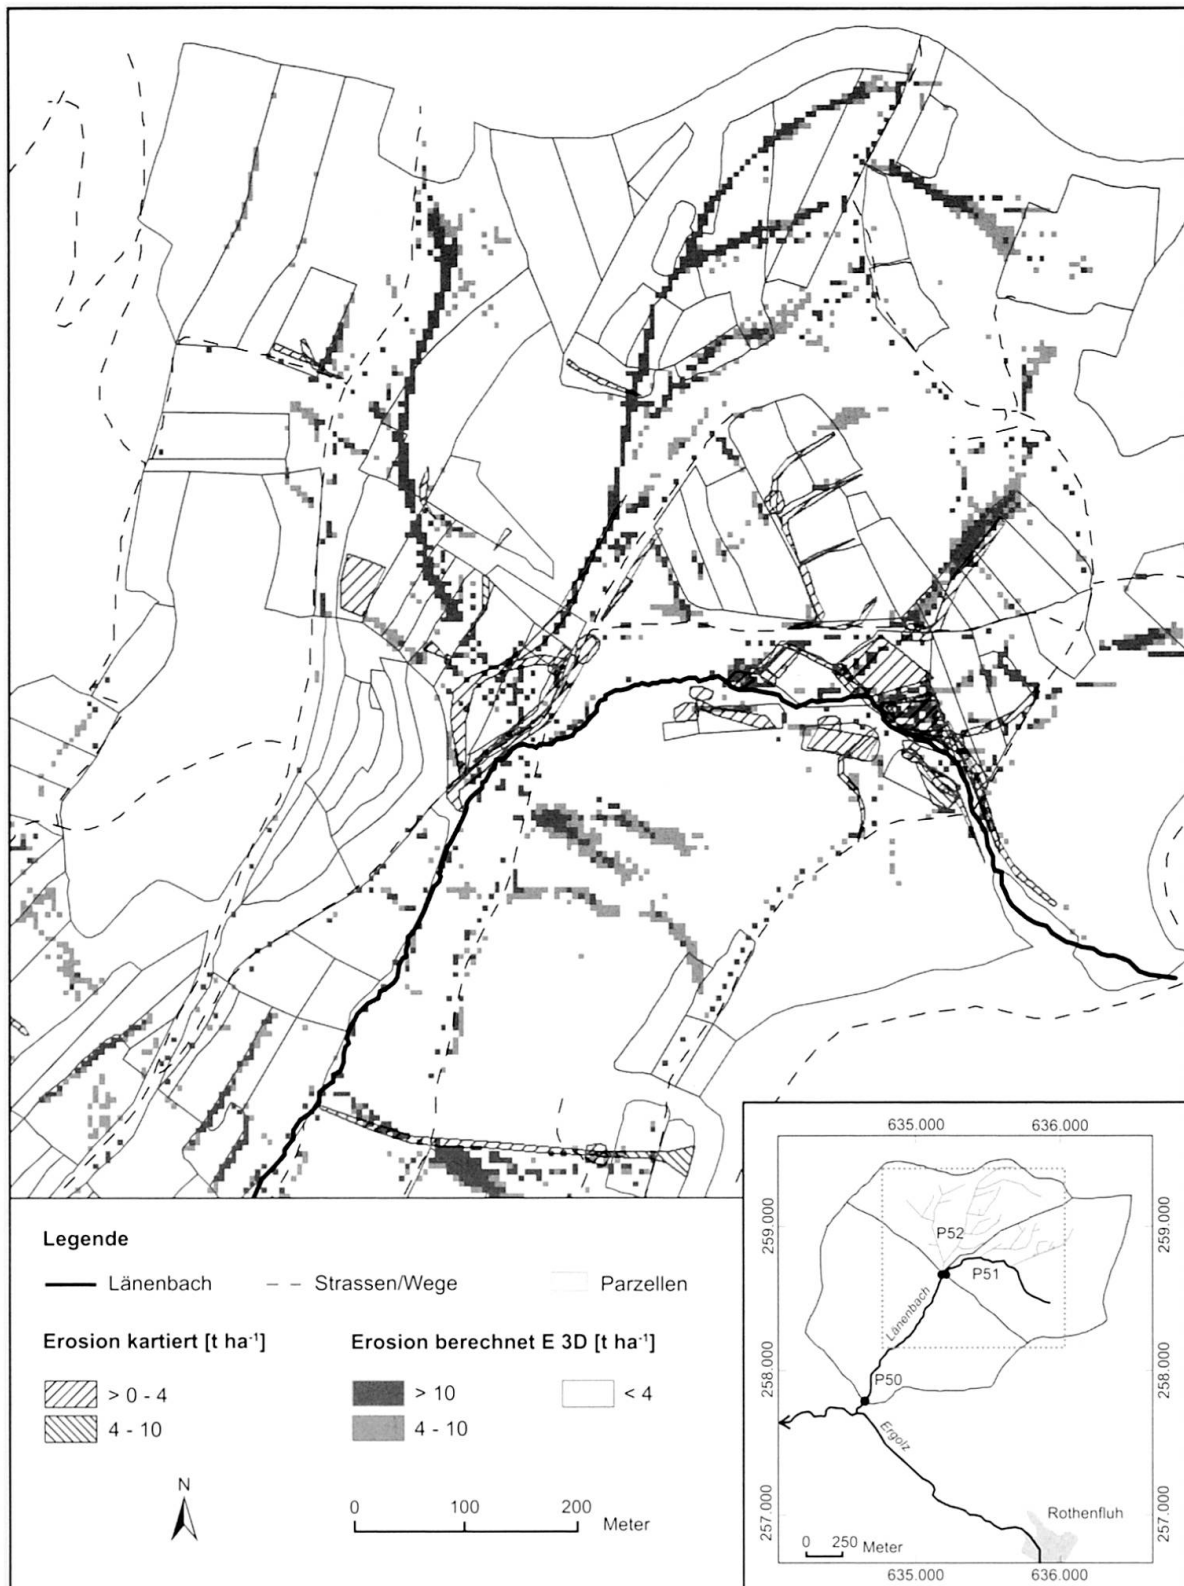 Legende
Länenbach
Strassen/Wege
Parzellen
Erosion kartiert [t ha⁻¹]
> 0 - 4
4 - 10
Erosion berechnet E 3D [t ha⁻¹]
> 10
< 4
4 - 10
N
0 100 200
Meter
635.000 636.000
259.000
259.000
P52
P51
Länenbach
258.000
258.000
P50
Ergolz
257.000
257.000
Rothenfluh
0 250
Meter
635.000 636.000